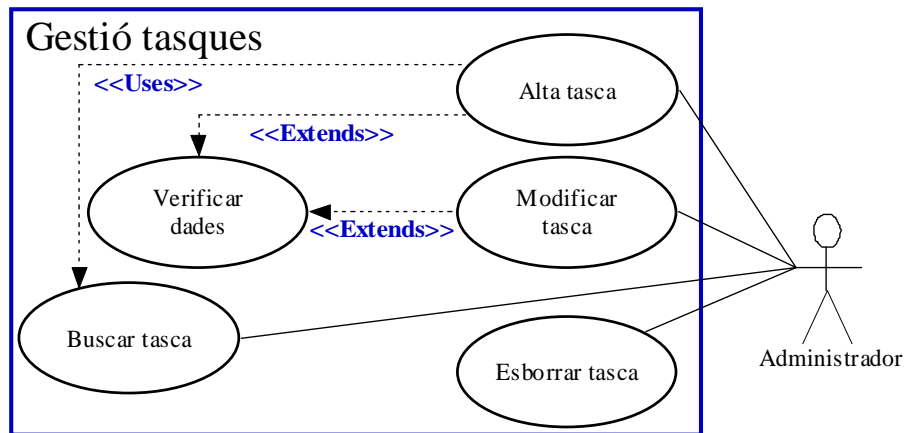 Gestió tasques
<<Uses>>
Alta tasca
<<Extends>>
Verificar
dades
Modificar
tasca
<<Extends>>
Buscar tasca
Esborrar tasca
Administrador